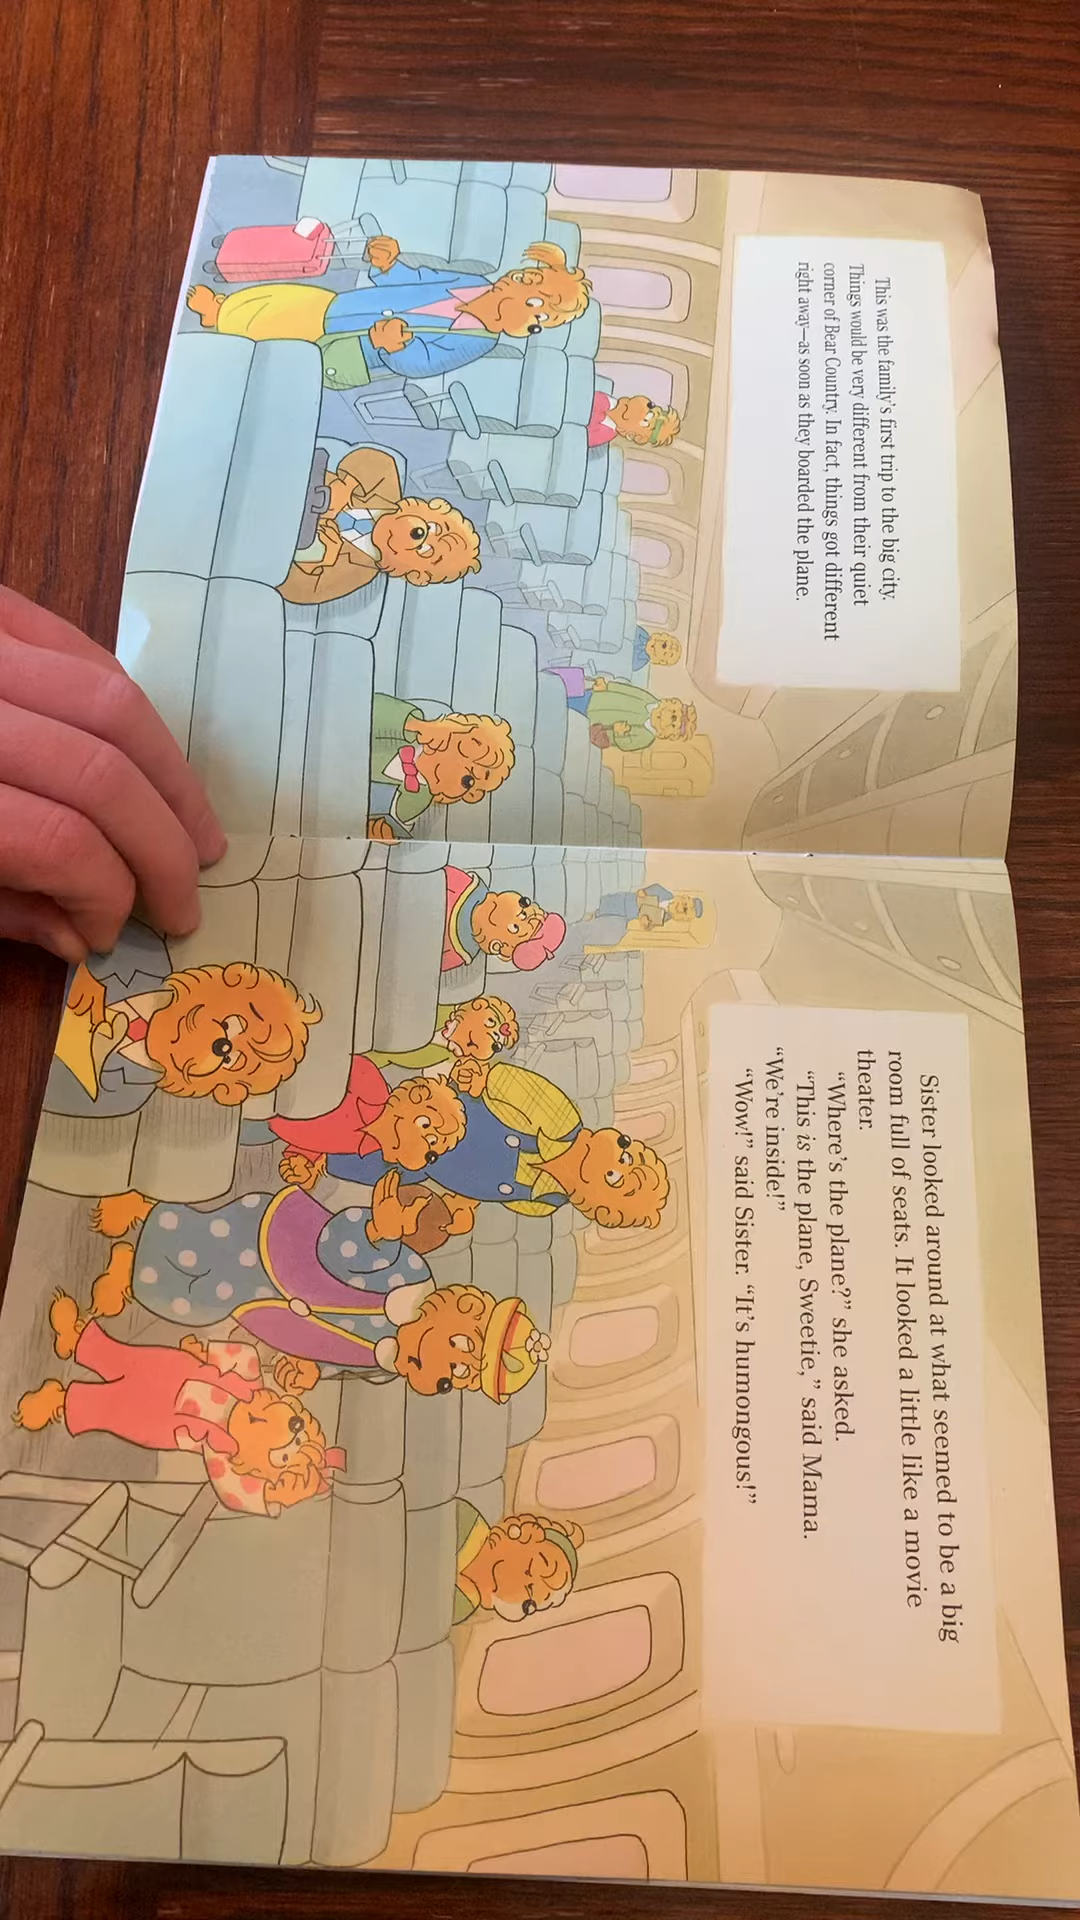 This was the family's first trip to the big city.
Things would be very different from their quiet
corner of Bear Country. In fact, things got different
right away—as soon as they boarded the plane.
Sister looked around at what seemed to be a big
room full of seats. It looked a little like a movie
theater.
"Where's the plane?" she asked.
"This is the plane, Sweetie," said Mama.
"We're inside!"
"Wow!" said Sister. "It's humongous!"